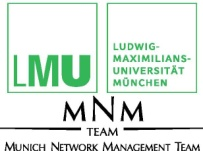 LMU
LUDWIG-
MAXIMILIANS-
UNIVERSITÄT
MÜNCHEN
MNM
TEAM
MUNICH NETWORK MANAGEMENT TEAM